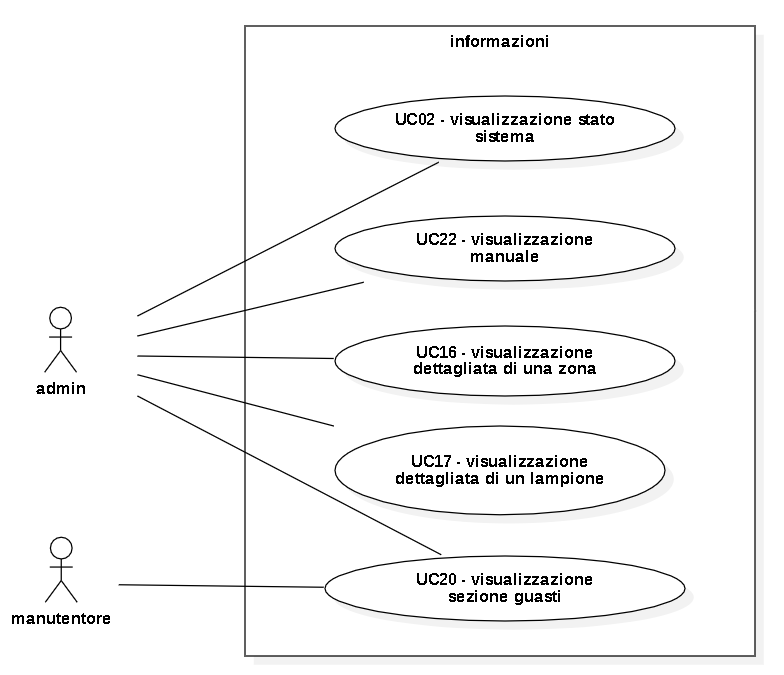 informazioni
UC02 - visualizzazione stato
sistema
UC22 - visualizzazione
manuale
UC16 - visualizzazione
dettagliata di una zona
admin
UC17 - visualizzazione
dettagliata di un lampione
UC20 - visualizzazione
sezione guasti
manutentore